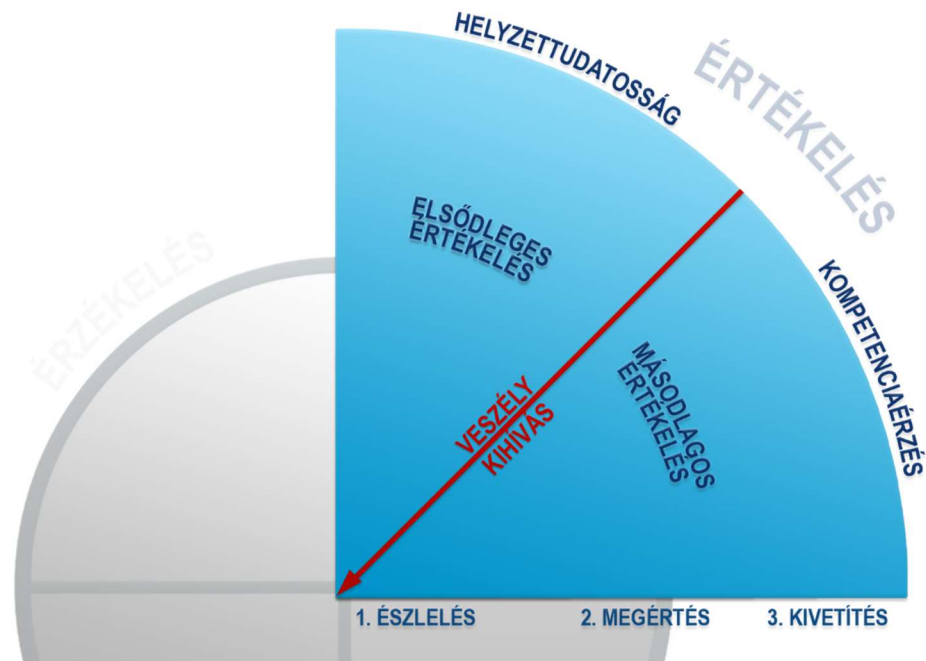 HELYZETTUDATOSSÁG
ÉRTÉKELÉS
ELSŐDLEGES
ÉRTÉKELÉS
ÉRZÉKELÉS
KOMPETENCIAÉRZÉS
MÁSODLAGOS
ÉRTÉKELÉS
VESZÉLY
KIHÍVÁS
1. ÉSZLELÉS
2. MEGÉRTÉS
3. KIVETÍTÉS